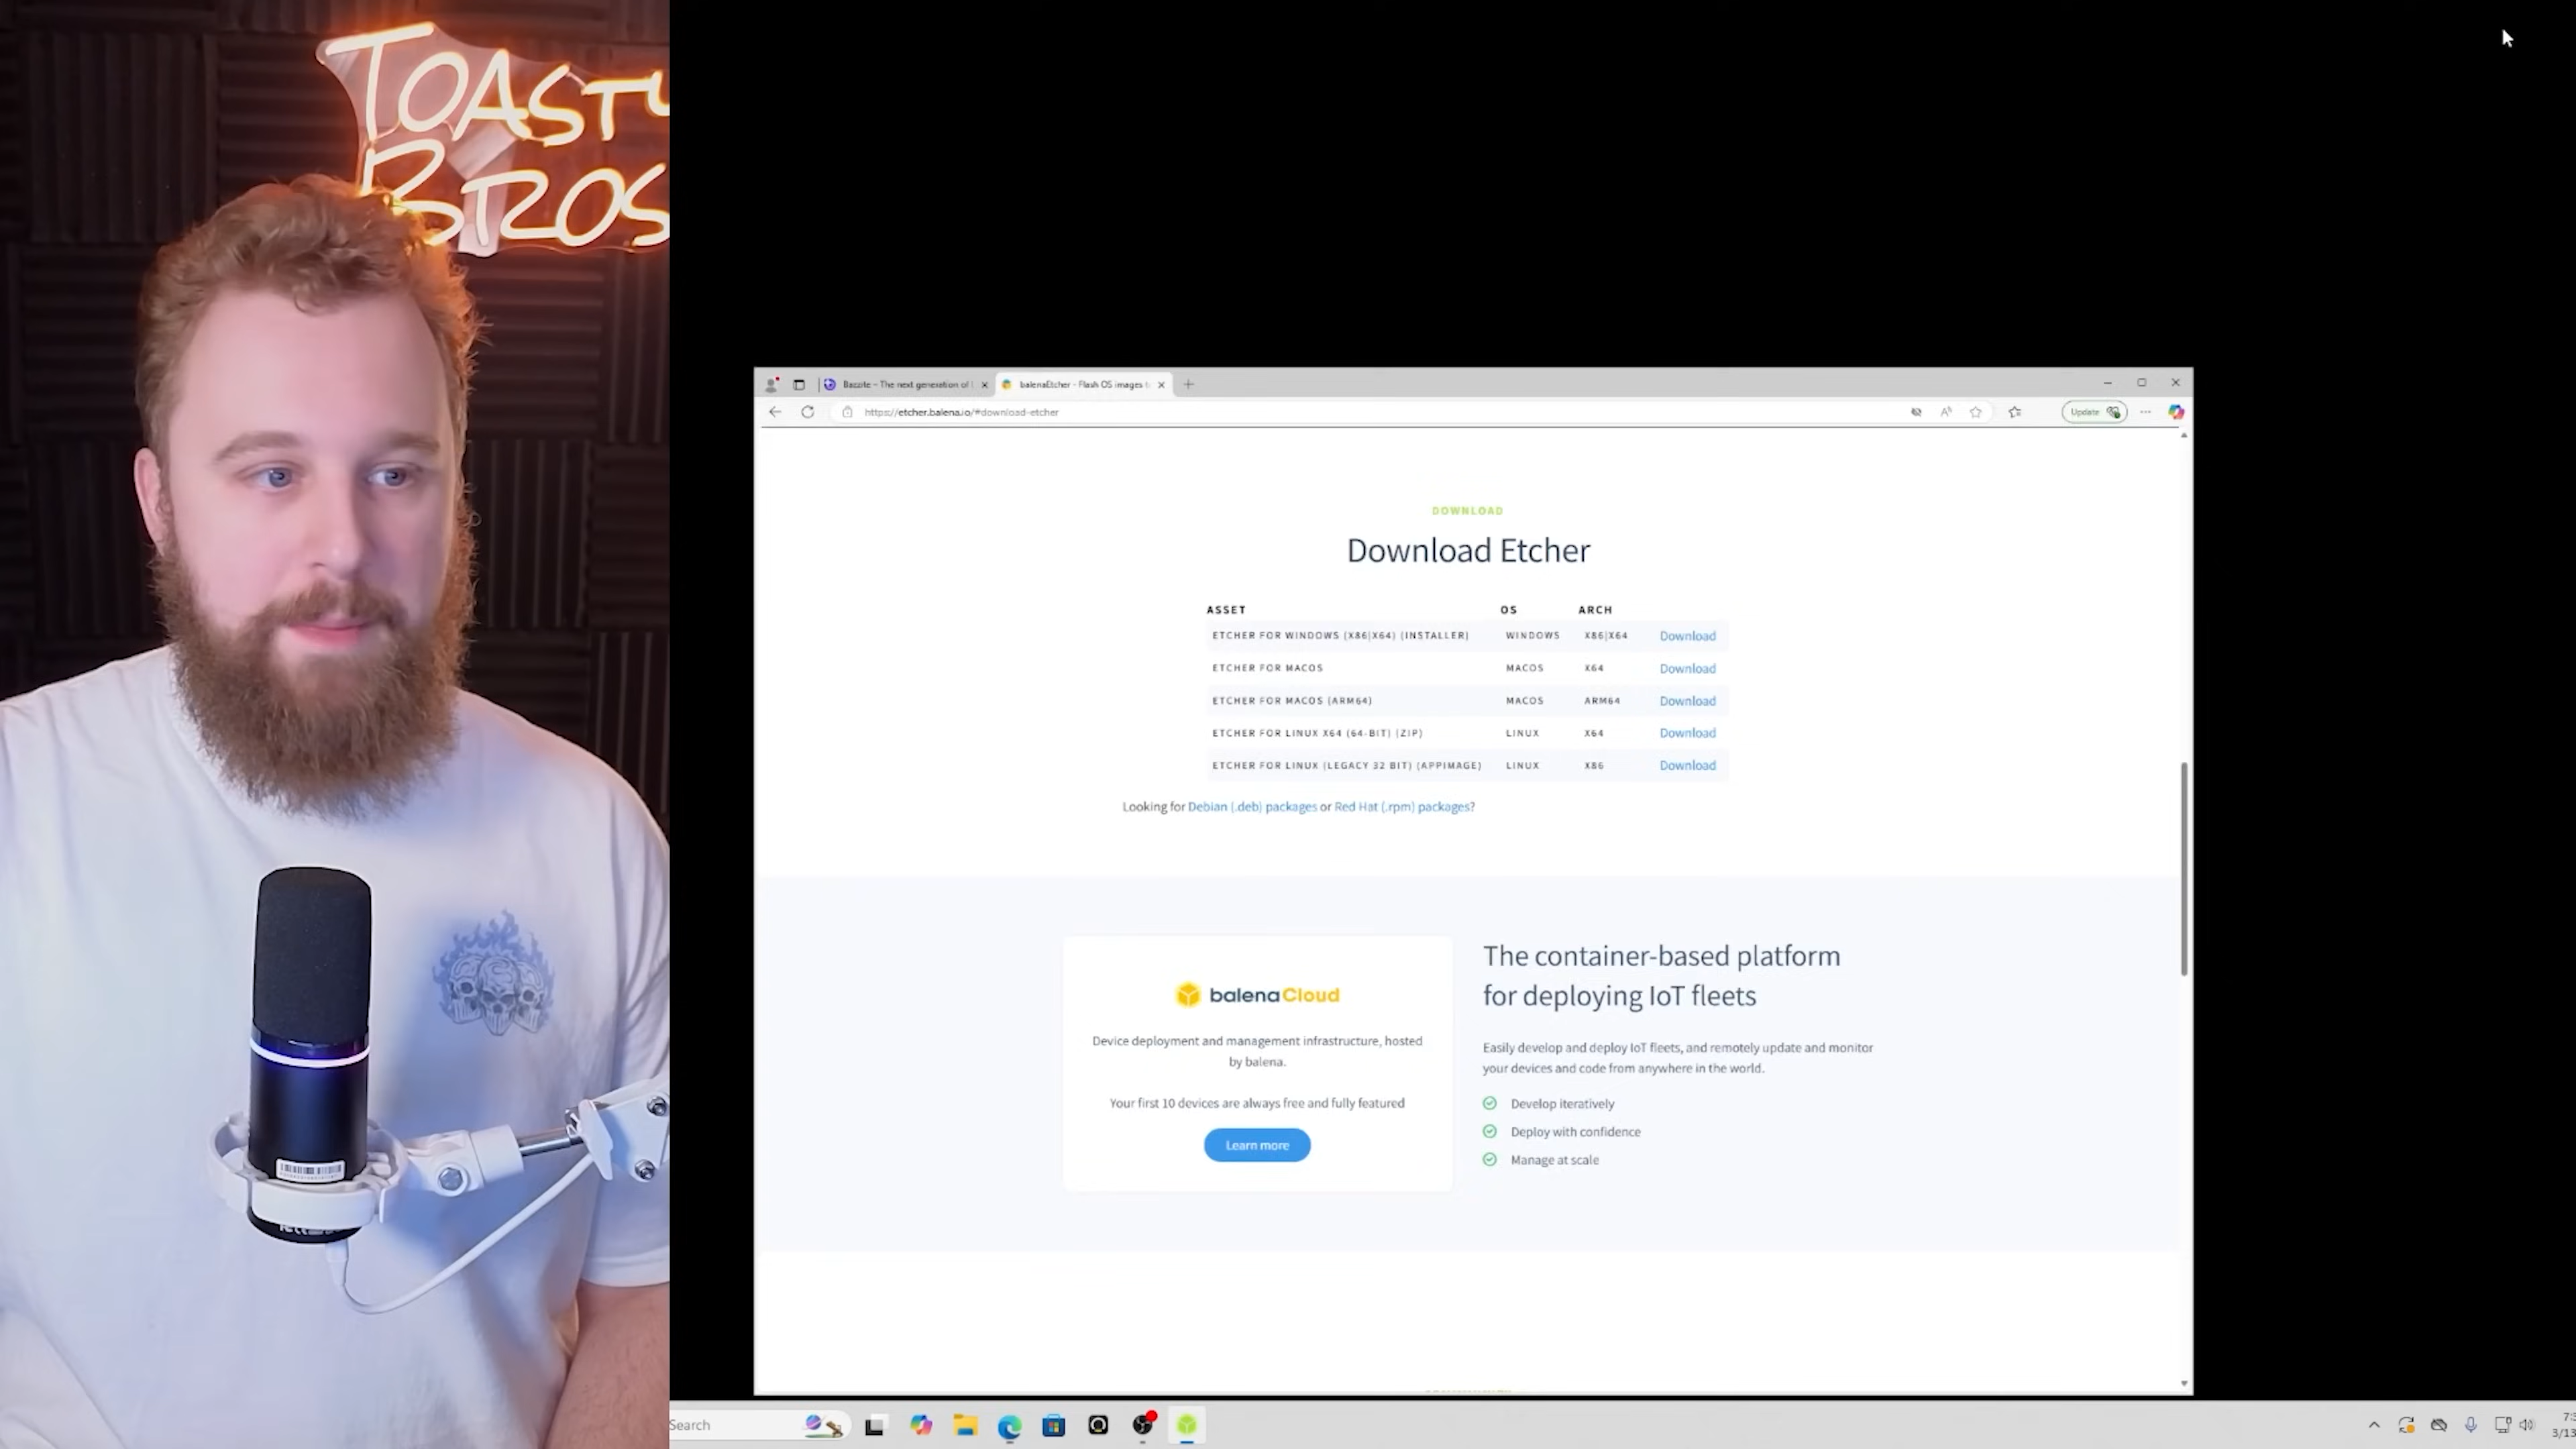 TOASTY
BROS
Bazzite - The next generation of
balenaEtcher - Flash OS images t
https://etcher.balena.io/#download-etcher
Update
DOWNLOAD
Download Etcher
ASSET OS ARCH
ETCHER FOR WINDOWS (X86|X64) (INSTALLER) WINDOWS X86|X64 Download
ETCHER FOR MACOS MACOS X64 Download
ETCHER FOR MACOS (ARM64) MACOS ARM64 Download
ETCHER FOR LINUX X64 (64-BIT) (ZIP) LINUX X64 Download
ETCHER FOR LINUX (LEGACY 32 BIT) (APPIMAGE) LINUX X86 Download
Looking for Debian (.deb) packages or Red Hat (.rpm) packages?
balenaCloud
Device deployment and management infrastructure, hosted
by balena.
Your first 10 devices are always free and fully featured
Learn more
The container-based platform
for deploying IoT fleets
Easily develop and deploy IoT fleets, and remotely update and monitor
your devices and code from anywhere in the world.
Develop iteratively
Deploy with confidence
Manage at scale
Search
7:3
3/13